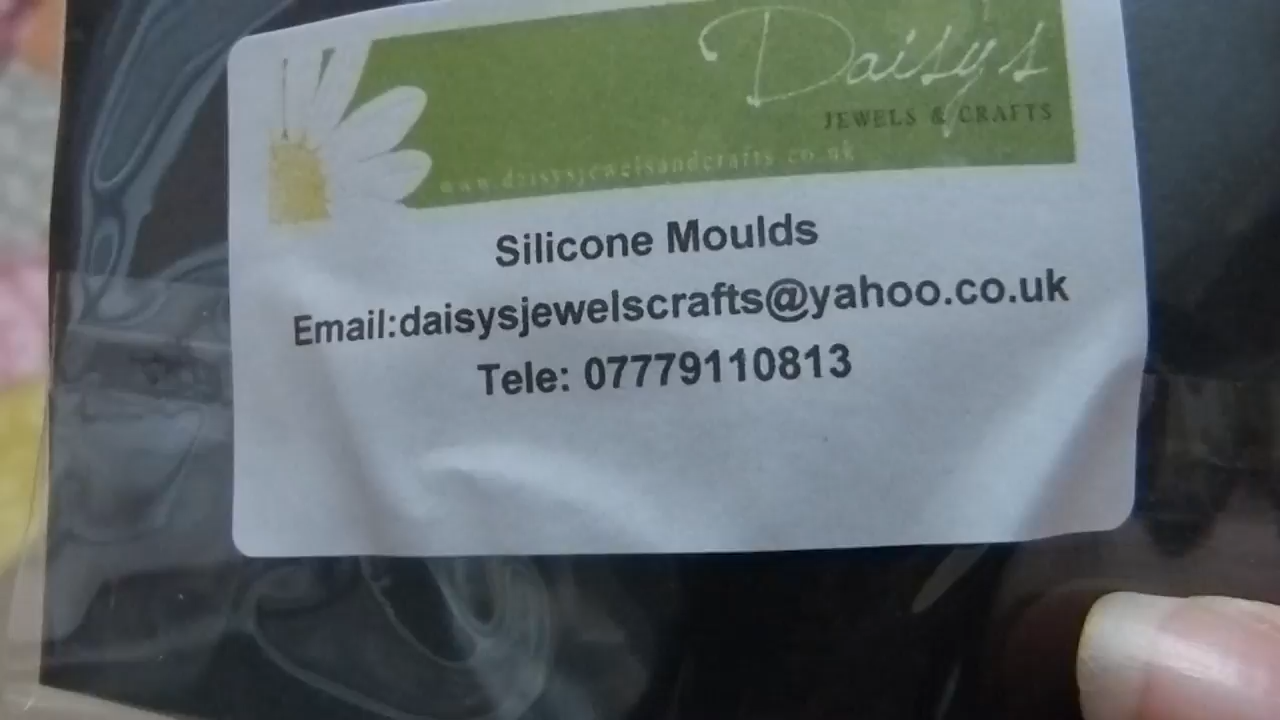 Daisy's
JEWELS & CRAFTS
www.daisysjewelsandcrafts.co.uk
Silicone Moulds
Email:daisysjewelscrafts@yahoo.co.uk
Tele: 07779110813